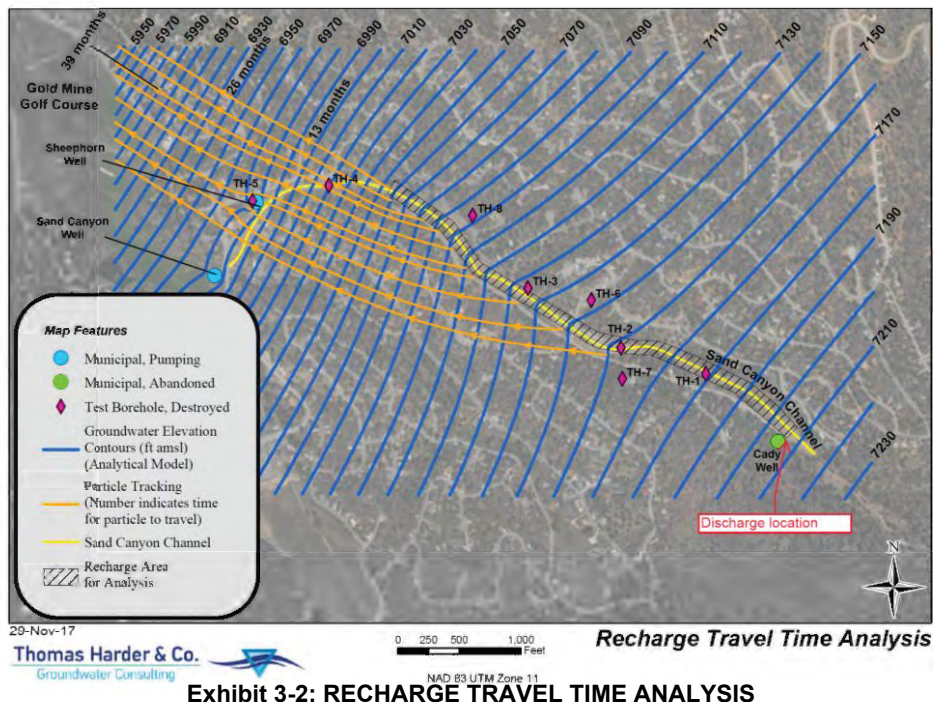 5950
5970
5990
6910
6930
6950
6970
6990
7010
7030
7050
7070
7090
7110
7130
7150
7170
7190
7210
7230
39 months
26 months
13 months
Gold Mine
Golf Course
Sheephorn
Well
Sand Canyon
Well
TH-5
TH-4
TH-8
TH-3
TH-6
TH-2
TH-7
TH-1
Sand Canyon Channel
Cady
Well
Discharge location
Map Features
Municipal, Pumping
Municipal, Abandoned
Test Borehole, Destroyed
Groundwater Elevation
Contours (ft amsl)
(Analytical Model)
Particle Tracking
(Number indicates time
for particle to travel)
Sand Canyon Channel
Recharge Area
for Analysis
N
29-Nov-17
Thomas Harder & Co.
Groundwater Consulting
0 250 500 1,000
Feet
NAD 83 UTM Zone 11
Recharge Travel Time Analysis
Exhibit 3-2: RECHARGE TRAVEL TIME ANALYSIS